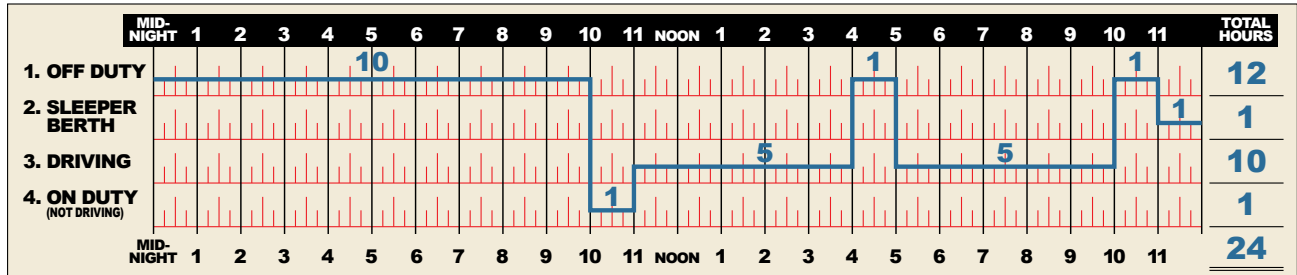 MID-NIGHT 1 2 3 4 5 6 7 8 9 10 11 NOON 1 2 3 4 5 6 7 8 9 10 11 TOTAL HOURS
1. OFF DUTY 10 1 1 12
2. SLEEPER BERTH 1 1
3. DRIVING 5 5 10
4. ON DUTY (NOT DRIVING) 1 1
MID-NIGHT 1 2 3 4 5 6 7 8 9 10 11 NOON 1 2 3 4 5 6 7 8 9 10 11 24